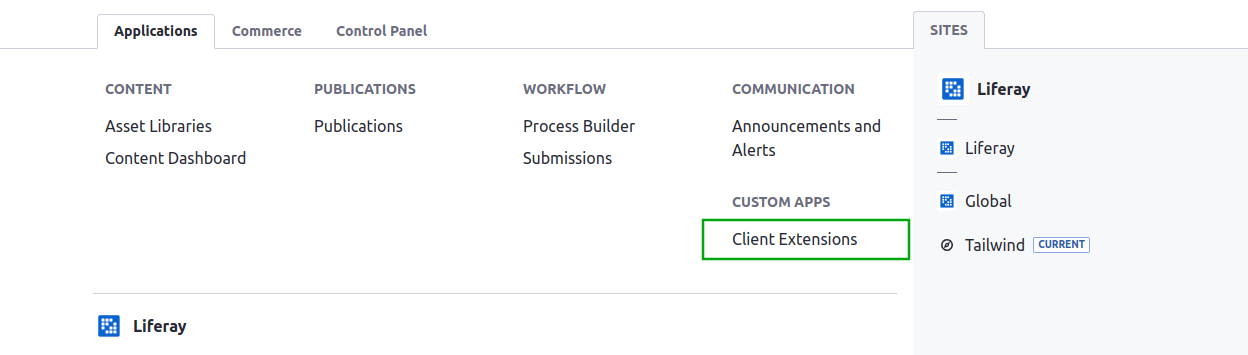 Applications
Commerce
Control Panel
SITES
CONTENT
Asset Libraries
Content Dashboard
PUBLICATIONS
Publications
WORKFLOW
Process Builder
Submissions
COMMUNICATION
Announcements and
Alerts
CUSTOM APPS
Client Extensions
Liferay
Liferay
Liferay
Global
Tailwind CURRENT